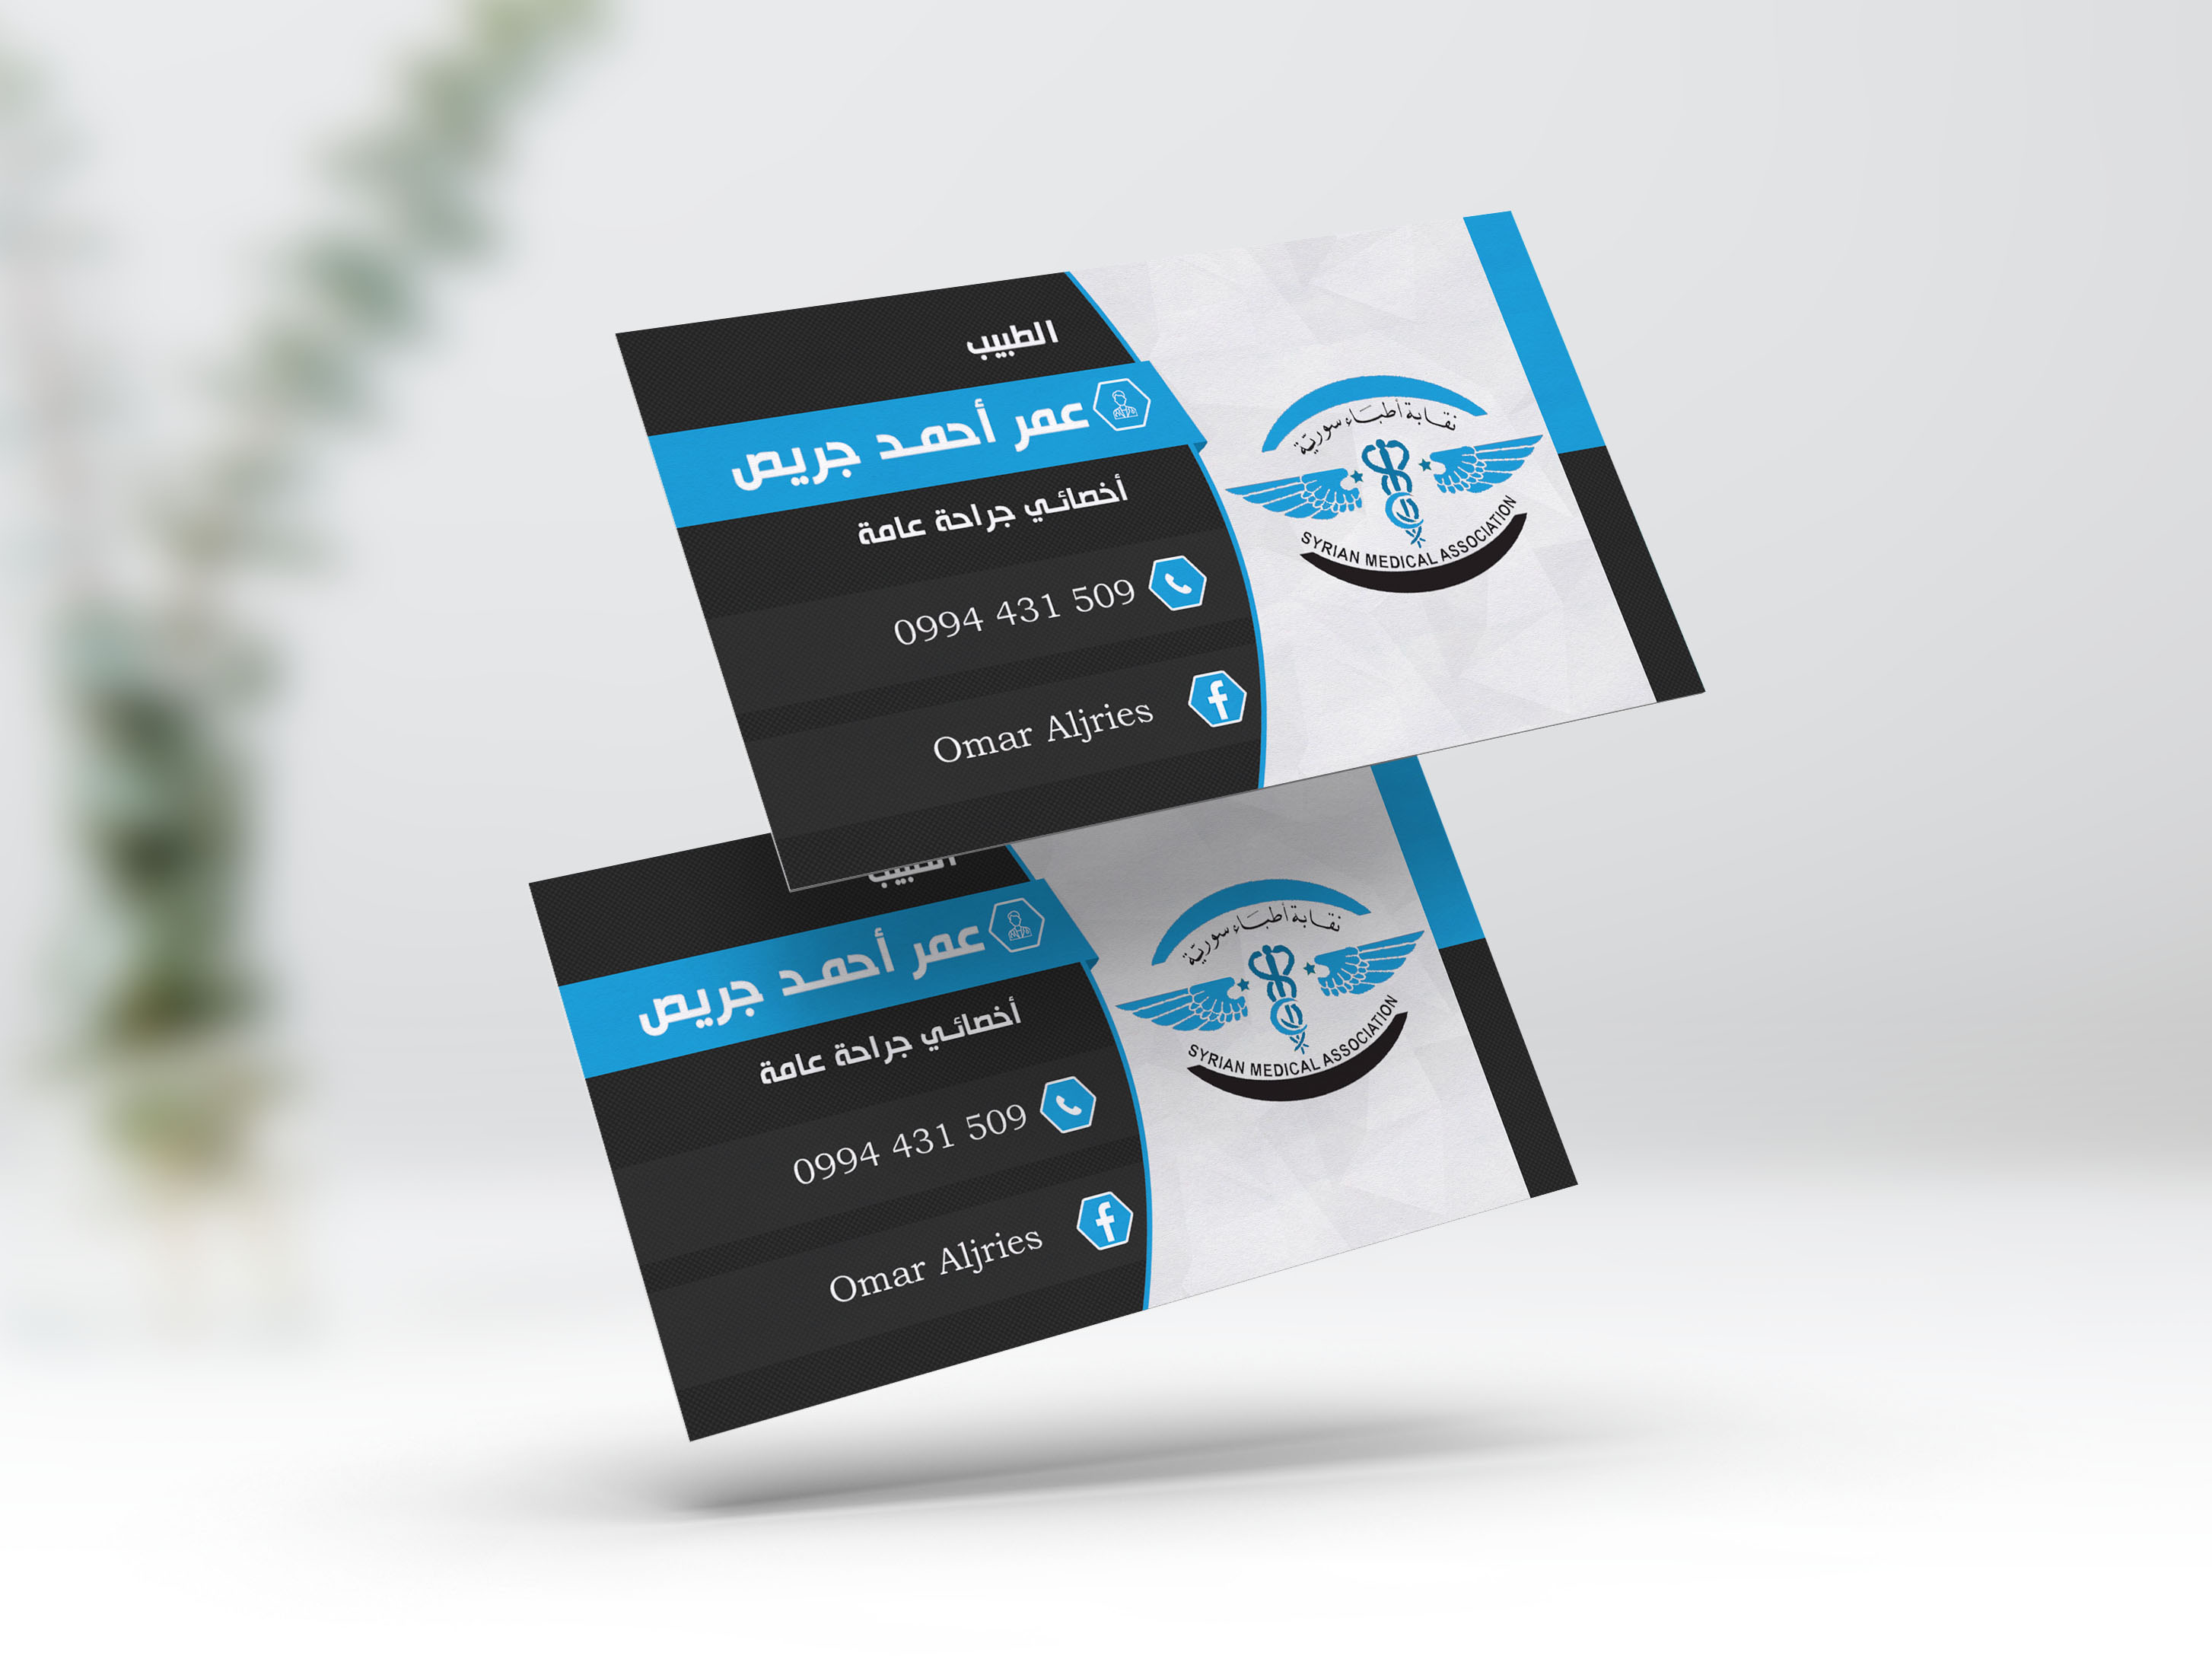 الطبيب
عمر أحمد جريص
أخصائي جراحة عامة
0994 431 509
Omar Aljries
نقابة أطباء سورية
SYRIAN MEDICAL ASSOCIATION
الطبيب
عمر أحمد جريص
أخصائي جراحة عامة
0994 431 509
Omar Aljries
نقابة أطباء سورية
SYRIAN MEDICAL ASSOCIATION